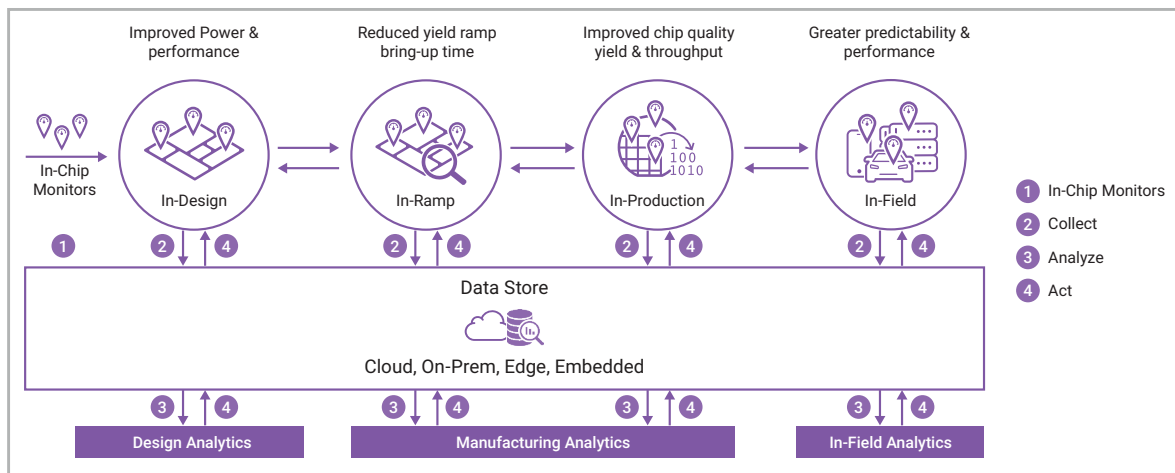 Improved Power &
performance
Reduced yield ramp
bring-up time
Improved chip quality
yield & throughput
Greater predictability &
performance
In-Chip
Monitors
In-Design
In-Ramp
1
100
1010
In-Production
In-Field
1
2
4
2
4
2
4
2
4
Data Store
Cloud, On-Prem, Edge, Embedded
3
4
3
4
3
4
3
4
Design Analytics
Manufacturing Analytics
In-Field Analytics
1 In-Chip Monitors
2 Collect
3 Analyze
4 Act